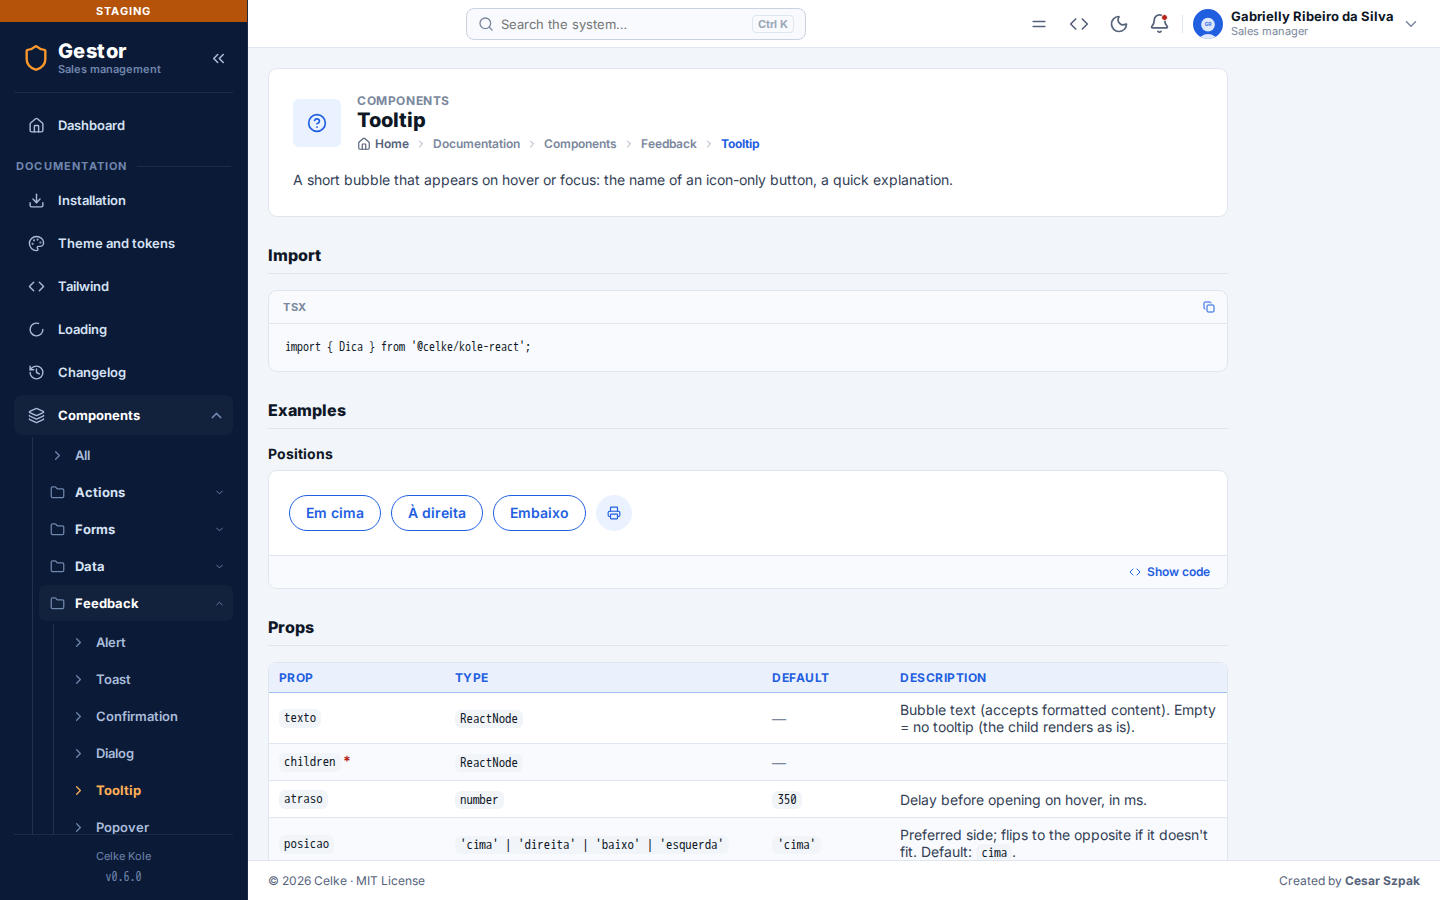 STAGING
Gestor
Sales management
Dashboard
DOCUMENTATION
Installation
Theme and tokens
Tailwind
Loading
Changelog
Components
All
Actions
Forms
Data
Feedback
Alert
Toast
Confirmation
Dialog
Tooltip
Popover
Celke Kole
v0.6.0
Search the system...
Ctrl K
GR
Gabrielly Ribeiro da Silva
Sales manager
COMPONENTS
Tooltip
Home > Documentation > Components > Feedback > Tooltip
A short bubble that appears on hover or focus: the name of an icon-only button, a quick explanation.
Import
TSX
import { Dica } from '@celke/kole-react';
Examples
Positions
Em cima
À direita
Embaixo
Show code
Props
PROP TYPE DEFAULT DESCRIPTION
texto ReactNode — Bubble text (accepts formatted content). Empty
= no tooltip (the child renders as is).
children * ReactNode —
atraso number 350 Delay before opening on hover, in ms.
posicao 'cima' | 'direita' | 'baixo' | 'esquerda' 'cima' Preferred side; flips to the opposite if it doesn't
fit. Default: cima .
© 2026 Celke · MIT License
Created by Cesar Szpak